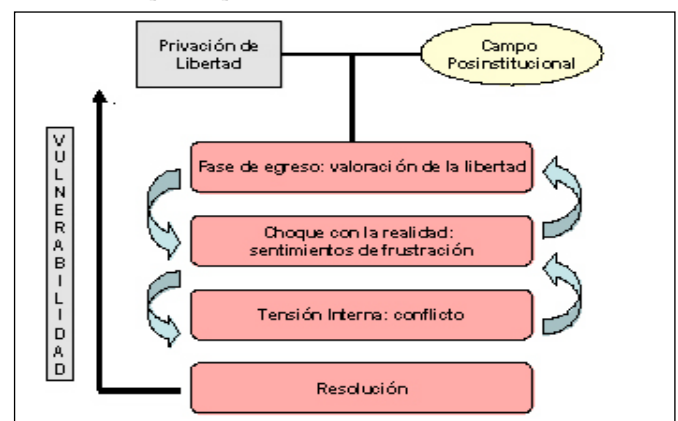 Privación de
Libertad
Campo
Posinstitucional
VULNERABILIDAD
Fase de egreso: valoración de la libertad
Choque con la realidad:
sentimientos de frustración
Tensión Interna: conflicto
Resolución